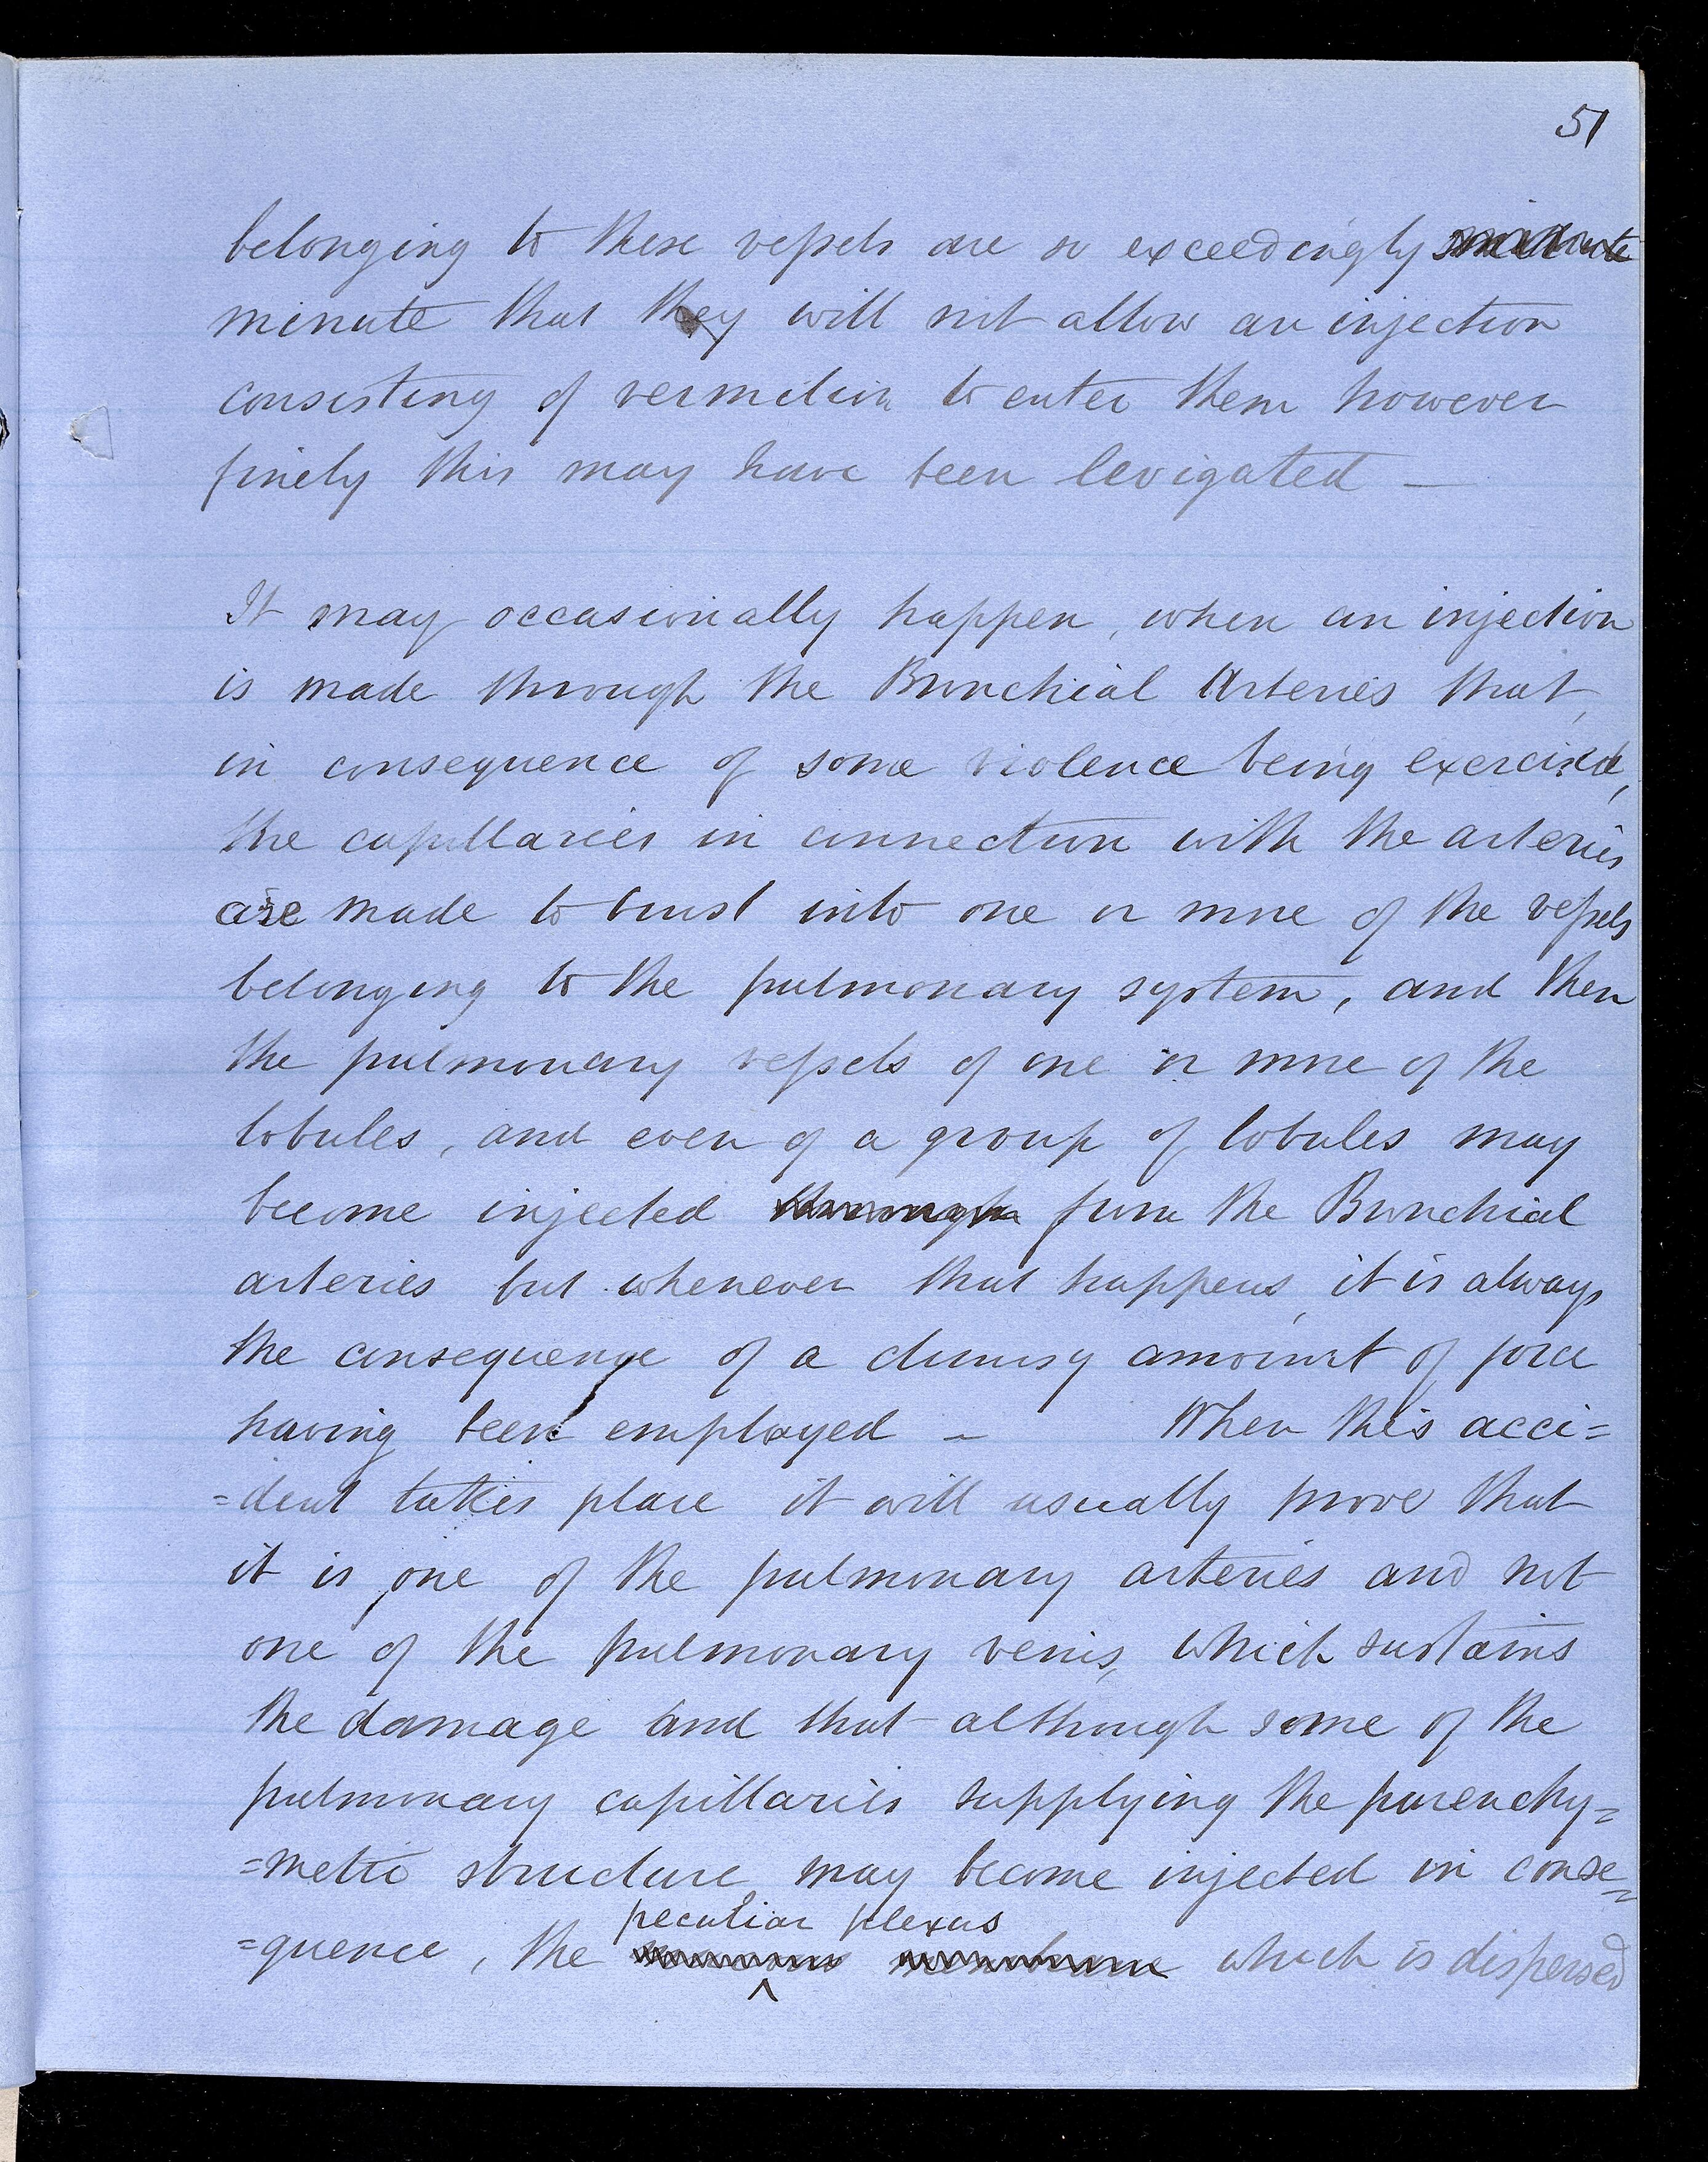 51
belonging to these vessels are so exceedingly minute
minute that they will not allow an injection
consisting of vermilion to enter them however
finely this may have been levigated —
It may occasionally happen, when an injection
is made through the Bronchial Arteries that,
in consequence of some violence being exercised,
the capillaries in connection with the arteries
are made to burst into one or more of the vessels
belonging to the pulmonary system, and then
the pulmonary vessels of one or more of the
lobules, and even of a group of lobules may
become injected through from the Bronchial
arteries but whenever that happens, it is always
the consequence of a clumsy amount of force
having been employed — When this acci=
=dent takes place it will usually prove that
it is, one of the pulmonary arteries and not
one of the pulmonary veins, which sustains
the damage and that although some of the
pulmonary capillaries supplying the parenchy=
=metic structure may become injected in conse=
peculiar plexus
=quence, the which is dispersed